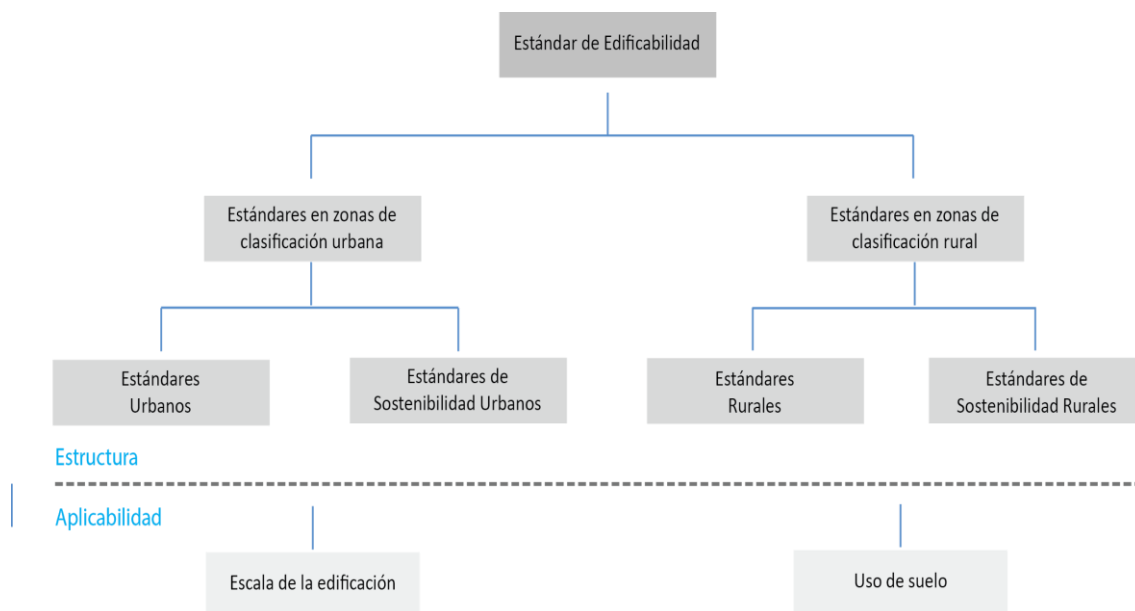 Estándar de Edificabilidad
Estándares en zonas de
clasificación urbana
Estándares en zonas de
clasificación rural
Estándares
Urbanos
Estándares de
Sostenibilidad Urbanos
Estándares
Rurales
Estándares de
Sostenibilidad Rurales
Estructura
Aplicabilidad
Escala de la edificación
Uso de suelo